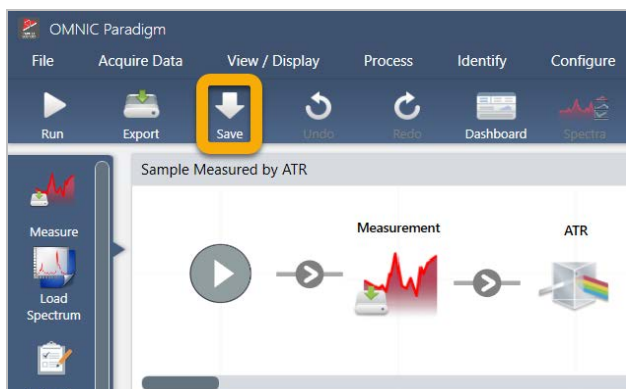 OMNIC Paradigm
File Acquire Data View / Display Process Identify Configure
Run Export Save Undo Redo Dashboard Spectra
Sample Measured by ATR
Measure
Load
Spectrum
Measurement ATR